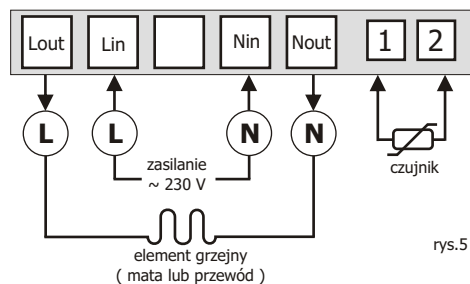 Lout Lin Nin Nout 1 2
L L N N
zasilanie
~ 230 V
czujnik
element grzejny
( mata lub przewód )
rys.5